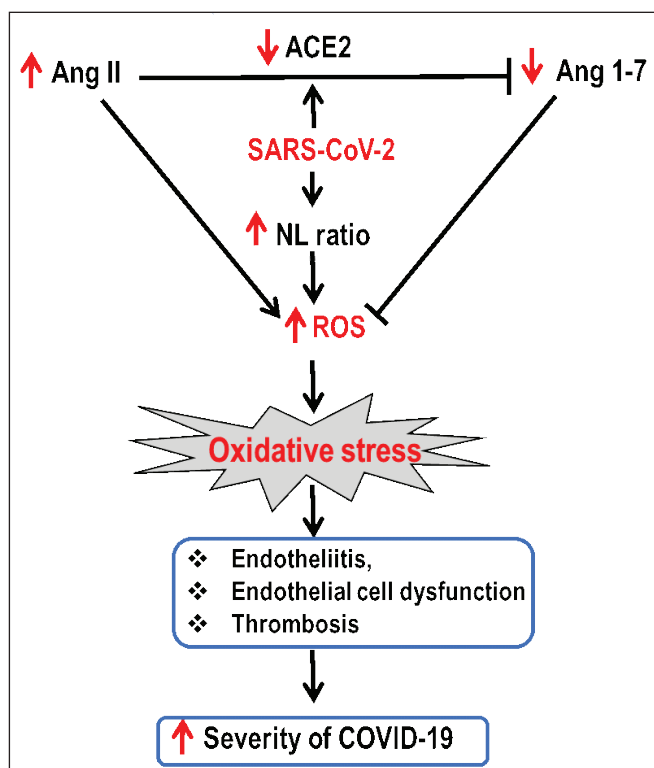 ACE2
Ang II
Ang 1-7
SARS-CoV-2
NL ratio
ROS
Oxidative stress
❖ Endotheliitis,
❖ Endothelial cell dysfunction
❖ Thrombosis
Severity of COVID-19